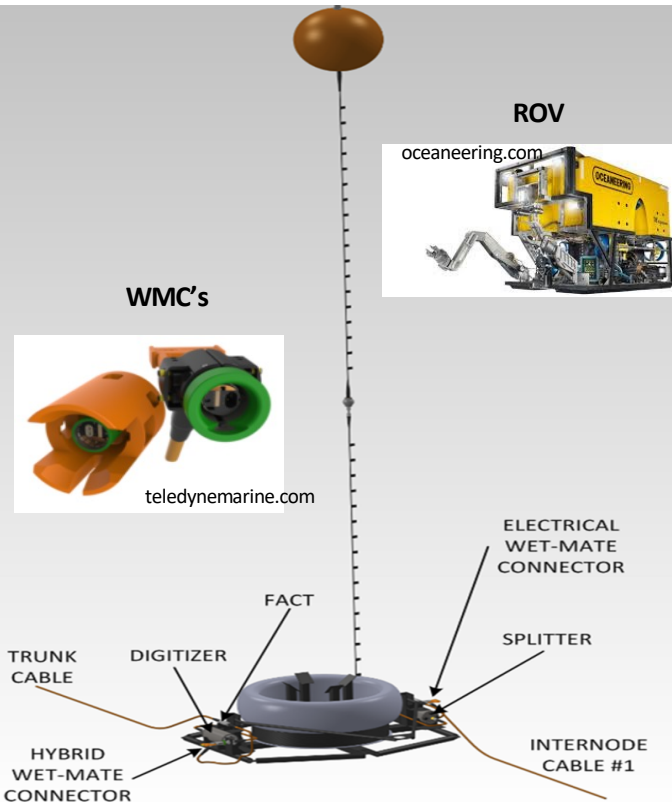 ROV
oceaneering.com
OCEANEERING
WMC's
teledynemarine.com
ELECTRICAL
WET-MATE
CONNECTOR
FACT
SPLITTER
TRUNK
CABLE
DIGITIZER
HYBRID
WET-MATE
CONNECTOR
INTERNODE
CABLE #1